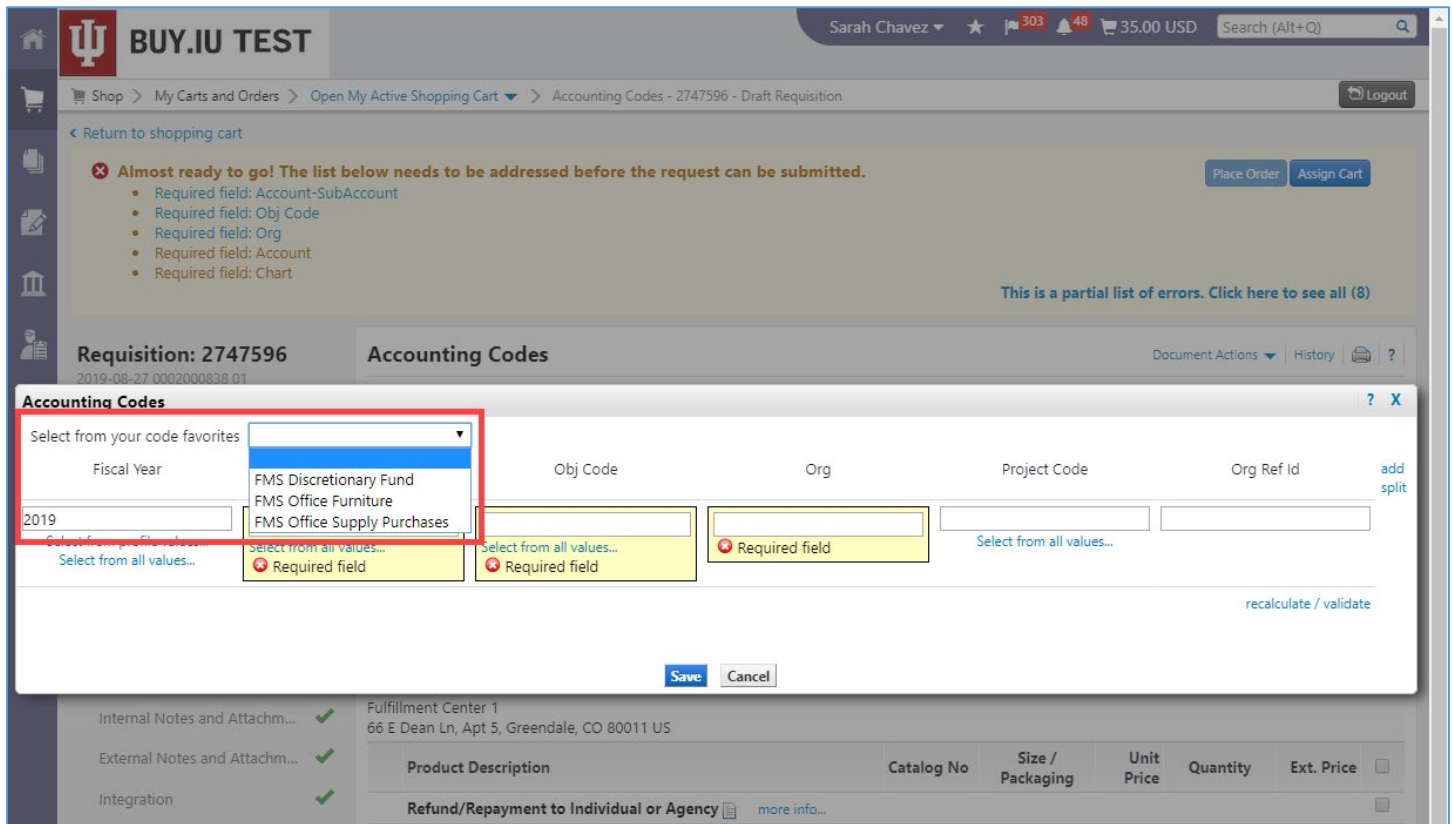 BUY.IU TEST
Sarah Chavez 303 48 35.00 USD Search (Alt+Q)
Shop > My Carts and Orders > Open My Active Shopping Cart > Accounting Codes - 2747596 - Draft Requisition Logout
Return to shopping cart
Almost ready to go! The list below needs to be addressed before the request can be submitted. Place Order Assign Cart
• Required field: Account-SubAccount
• Required field: Obj Code
• Required field: Org
• Required field: Account
• Required field: Chart
This is a partial list of errors. Click here to see all (8)
Requisition: 2747596 Accounting Codes Document Actions History ?
2019-08-27 0002000838 01
Accounting Codes ? X
Select from your code favorites
Fiscal Year Obj Code Org Project Code Org Ref Id add split
FMS Discretionary Fund
FMS Office Furniture
FMS Office Supply Purchases
2019
Select from profile values...
Select from all values... Select from all values... Select from all values... Required field Select from all values...
Required field Required field
recalculate / validate
Save Cancel
Internal Notes and Attachm... Fulfillment Center 1
66 E Dean Ln, Apt 5, Greendale, CO 80011 US
External Notes and Attachm...
Product Description Catalog No Size / Packaging Unit Price Quantity Ext. Price
Integration
Refund/Repayment to Individual or Agency more info...